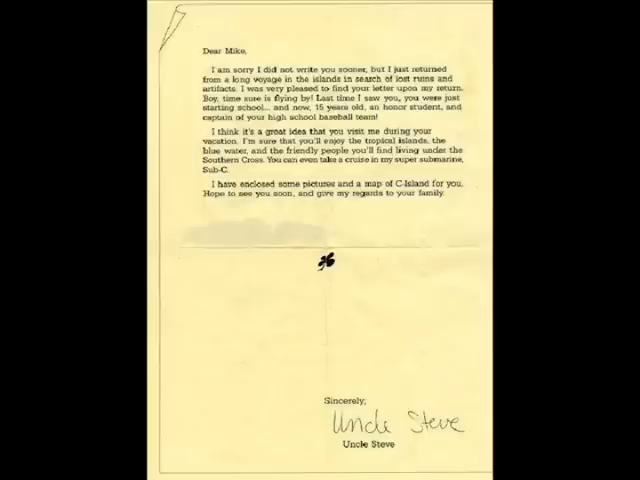 Dear Mike,
I am sorry I did not write you sooner, but I just returned
from a long voyage in the islands in search of lost ruins and
artifacts. I was very pleased to find your letter upon my return.
Boy, time sure is flying by! Last time I saw you, you were just
starting school... and now, 15 years old, an honor student, and
captain of your high school baseball team!
I think it's a great idea that you visit me during your
vacation. I'm sure that you'll enjoy the tropical islands, the
blue water, and the friendly people you'll find living under the
Southern Cross. You can even take a cruise in my super submarine,
Sub-C.
I have enclosed some pictures and a map of C-Island for you.
Hope to see you soon, and give my regards to your family.
Sincerely,
Uncle Steve
Uncle Steve